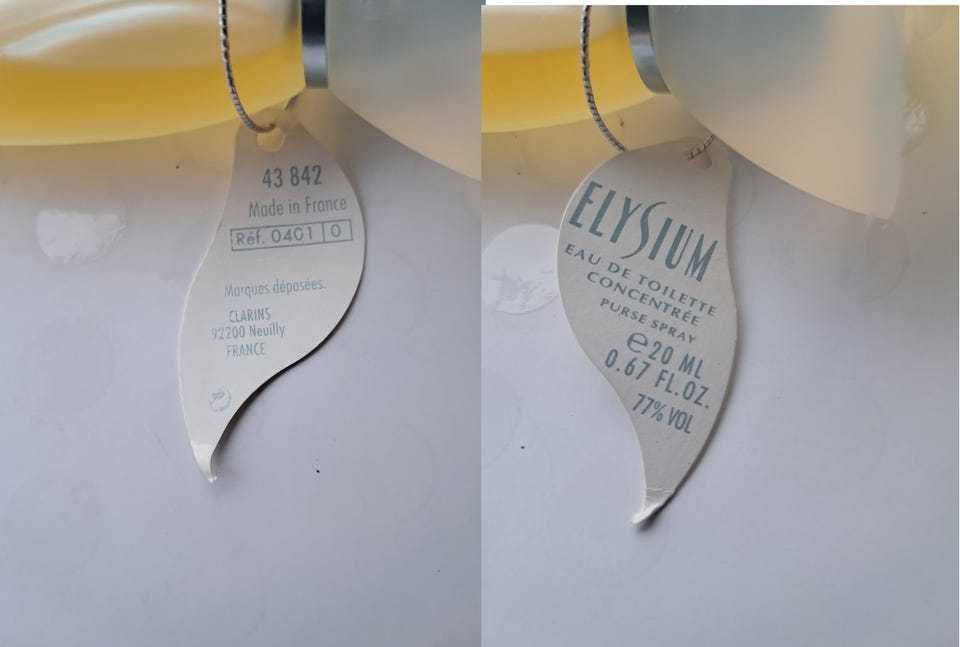 43 842
Made in France
Réf. 0401 0
Marques déposées.
CLARINS
92200 Neuilly
FRANCE
ELYSIUM
EAU DE TOILETTE
CONCENTRÉE
PURSE SPRAY
℮20 ML
0.67 FL.OZ.
77% VOL